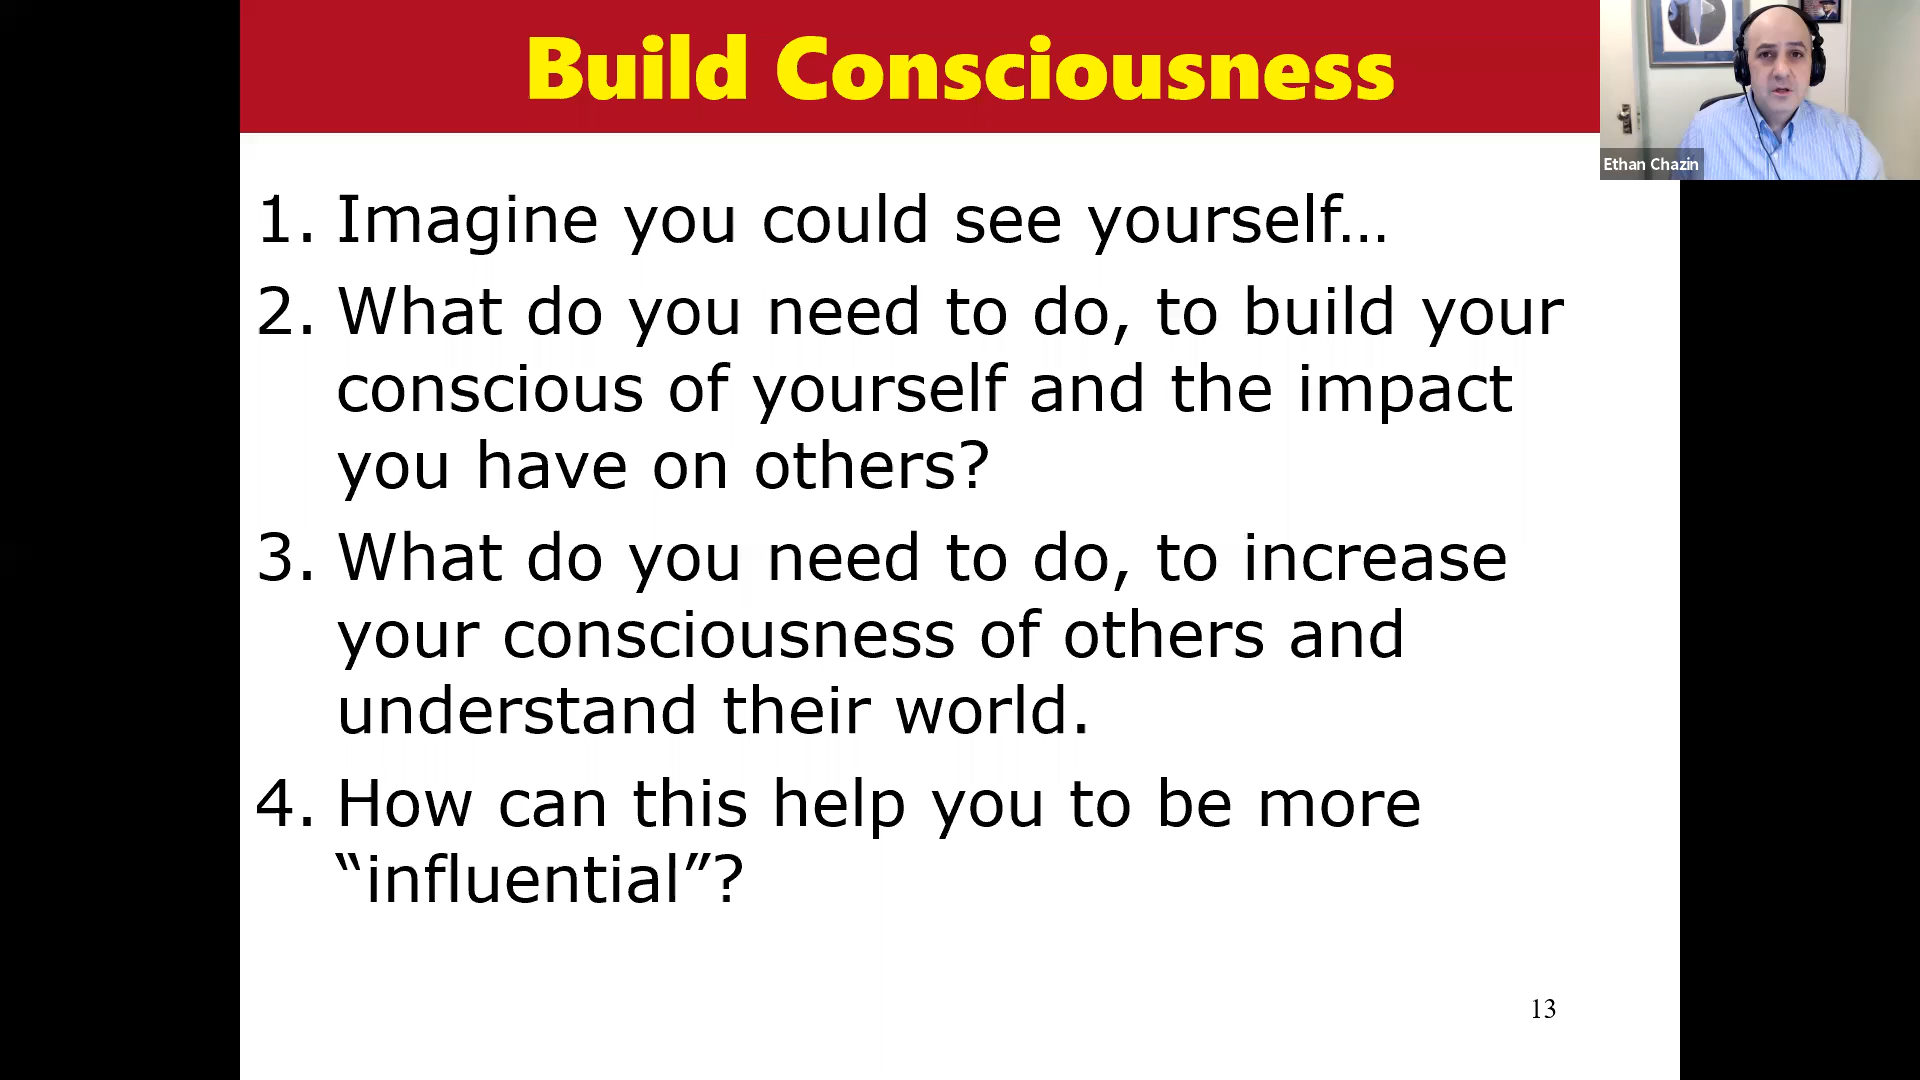 Build Consciousness
Ethan Chazin
1. Imagine you could see yourself…
2. What do you need to do, to build your
conscious of yourself and the impact
you have on others?
3. What do you need to do, to increase
your consciousness of others and
understand their world.
4. How can this help you to be more
“influential”?
13